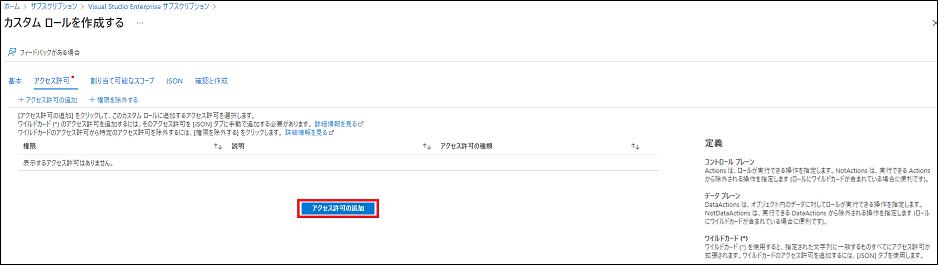 ホーム > サブスクリプション > Visual Studio Enterprise サブスクリプション >
カスタム ロールを作成する ...
フィードバックがある場合
基本 アクセス許可 割り当て可能なスコープ JSON 確認と作成
+ アクセス許可の追加 + 権限を除外する
[アクセス許可の追加] をクリックして、このカスタム ロールに追加するアクセス許可を選択します。
ワイルドカード (*) のアクセス許可を追加するには、そのアクセス許可を [JSON] タブに手動で追加する必要があります。詳細情報を見る
ワイルドカードのアクセス許可から特定のアクセス許可を除外するには、[権限を除外する] をクリックします。詳細情報を見る
権限 説明 アクセス許可の種類
表示するアクセス許可はありません。
アクセス許可の追加
定義
コントロール プレーン
Actions は、ロールが実行できる操作を指定します。NotActions は、実行できる Actions
から除外される操作を指定します (ロールにワイルドカードが含まれている場合に便利です)。
データ プレーン
DataActions は、オブジェクト内のデータに対してロールが実行できる操作を指定します。
NotDataActions は、実行できる DataActions から除外される操作を指定します (ロール
にワイルドカードが含まれている場合に便利です)。
ワイルドカード (*)
ワイルドカード (*) を使用すると、指定された文字列に一致するものすべてにアクセス許可が
拡張されます。ワイルドカードのアクセス許可を追加するには、[JSON] タブを使用します。